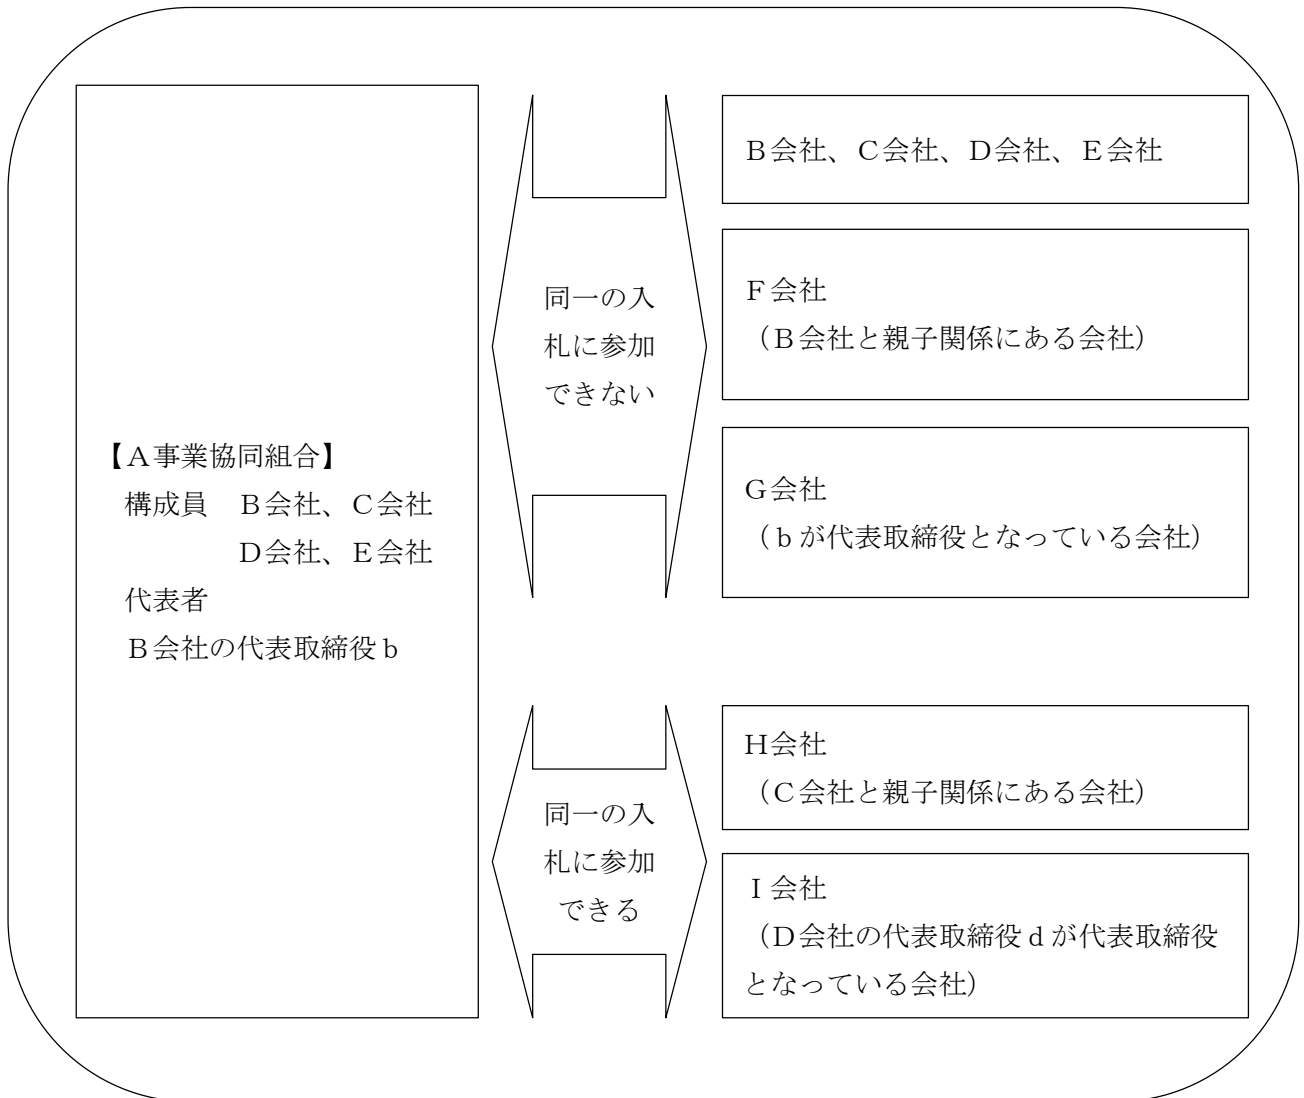 【Ａ事業協同組合】
構成員　Ｂ会社、Ｃ会社
Ｄ会社、Ｅ会社
代表者
Ｂ会社の代表取締役ｂ
同一の入
札に参加
できない
Ｂ会社、Ｃ会社、Ｄ会社、Ｅ会社
Ｆ会社
（Ｂ会社と親子関係にある会社）
Ｇ会社
（ｂが代表取締役となっている会社）
同一の入
札に参加
できる
Ｈ会社
（Ｃ会社と親子関係にある会社）
Ｉ会社
（Ｄ会社の代表取締役ｄが代表取締役
となっている会社）